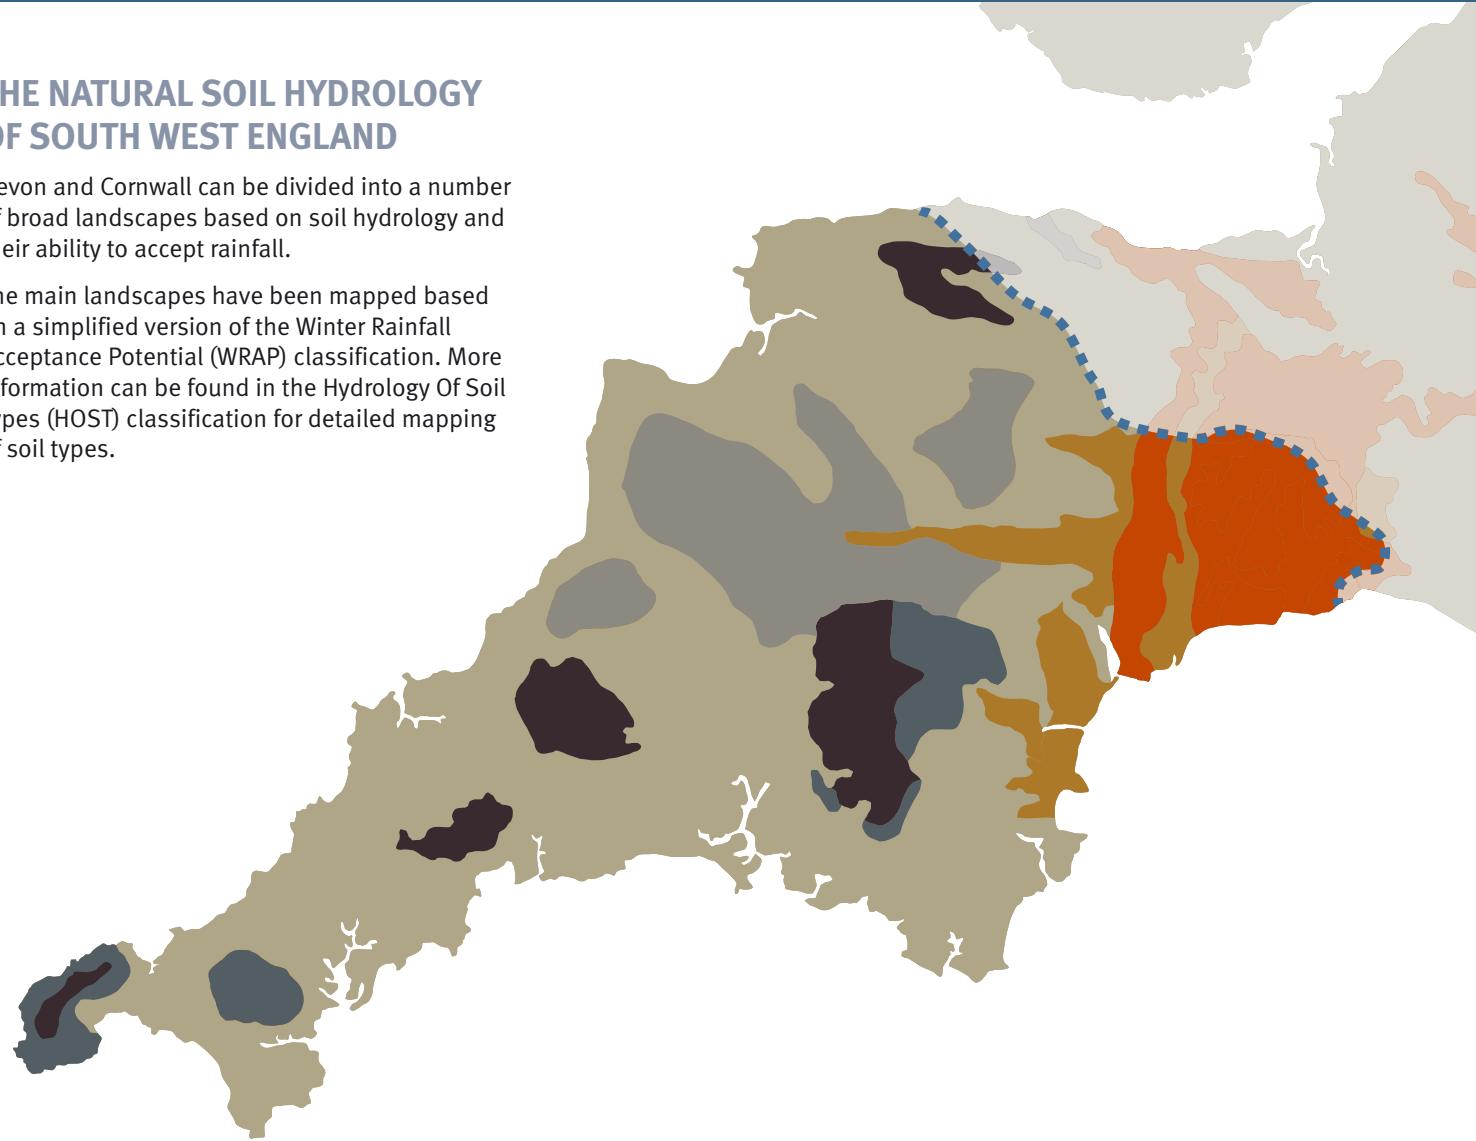 HE NATURAL SOIL HYDROLOGY
OF SOUTH WEST ENGLAND
evon and Cornwall can be divided into a number
f broad landscapes based on soil hydrology and
eir ability to accept rainfall.
e main landscapes have been mapped based
n a simplified version of the Winter Rainfall
cceptance Potential (WRAP) classification. More
formation can be found in the Hydrology Of Soil
ypes (HOST) classification for detailed mapping
f soil types.